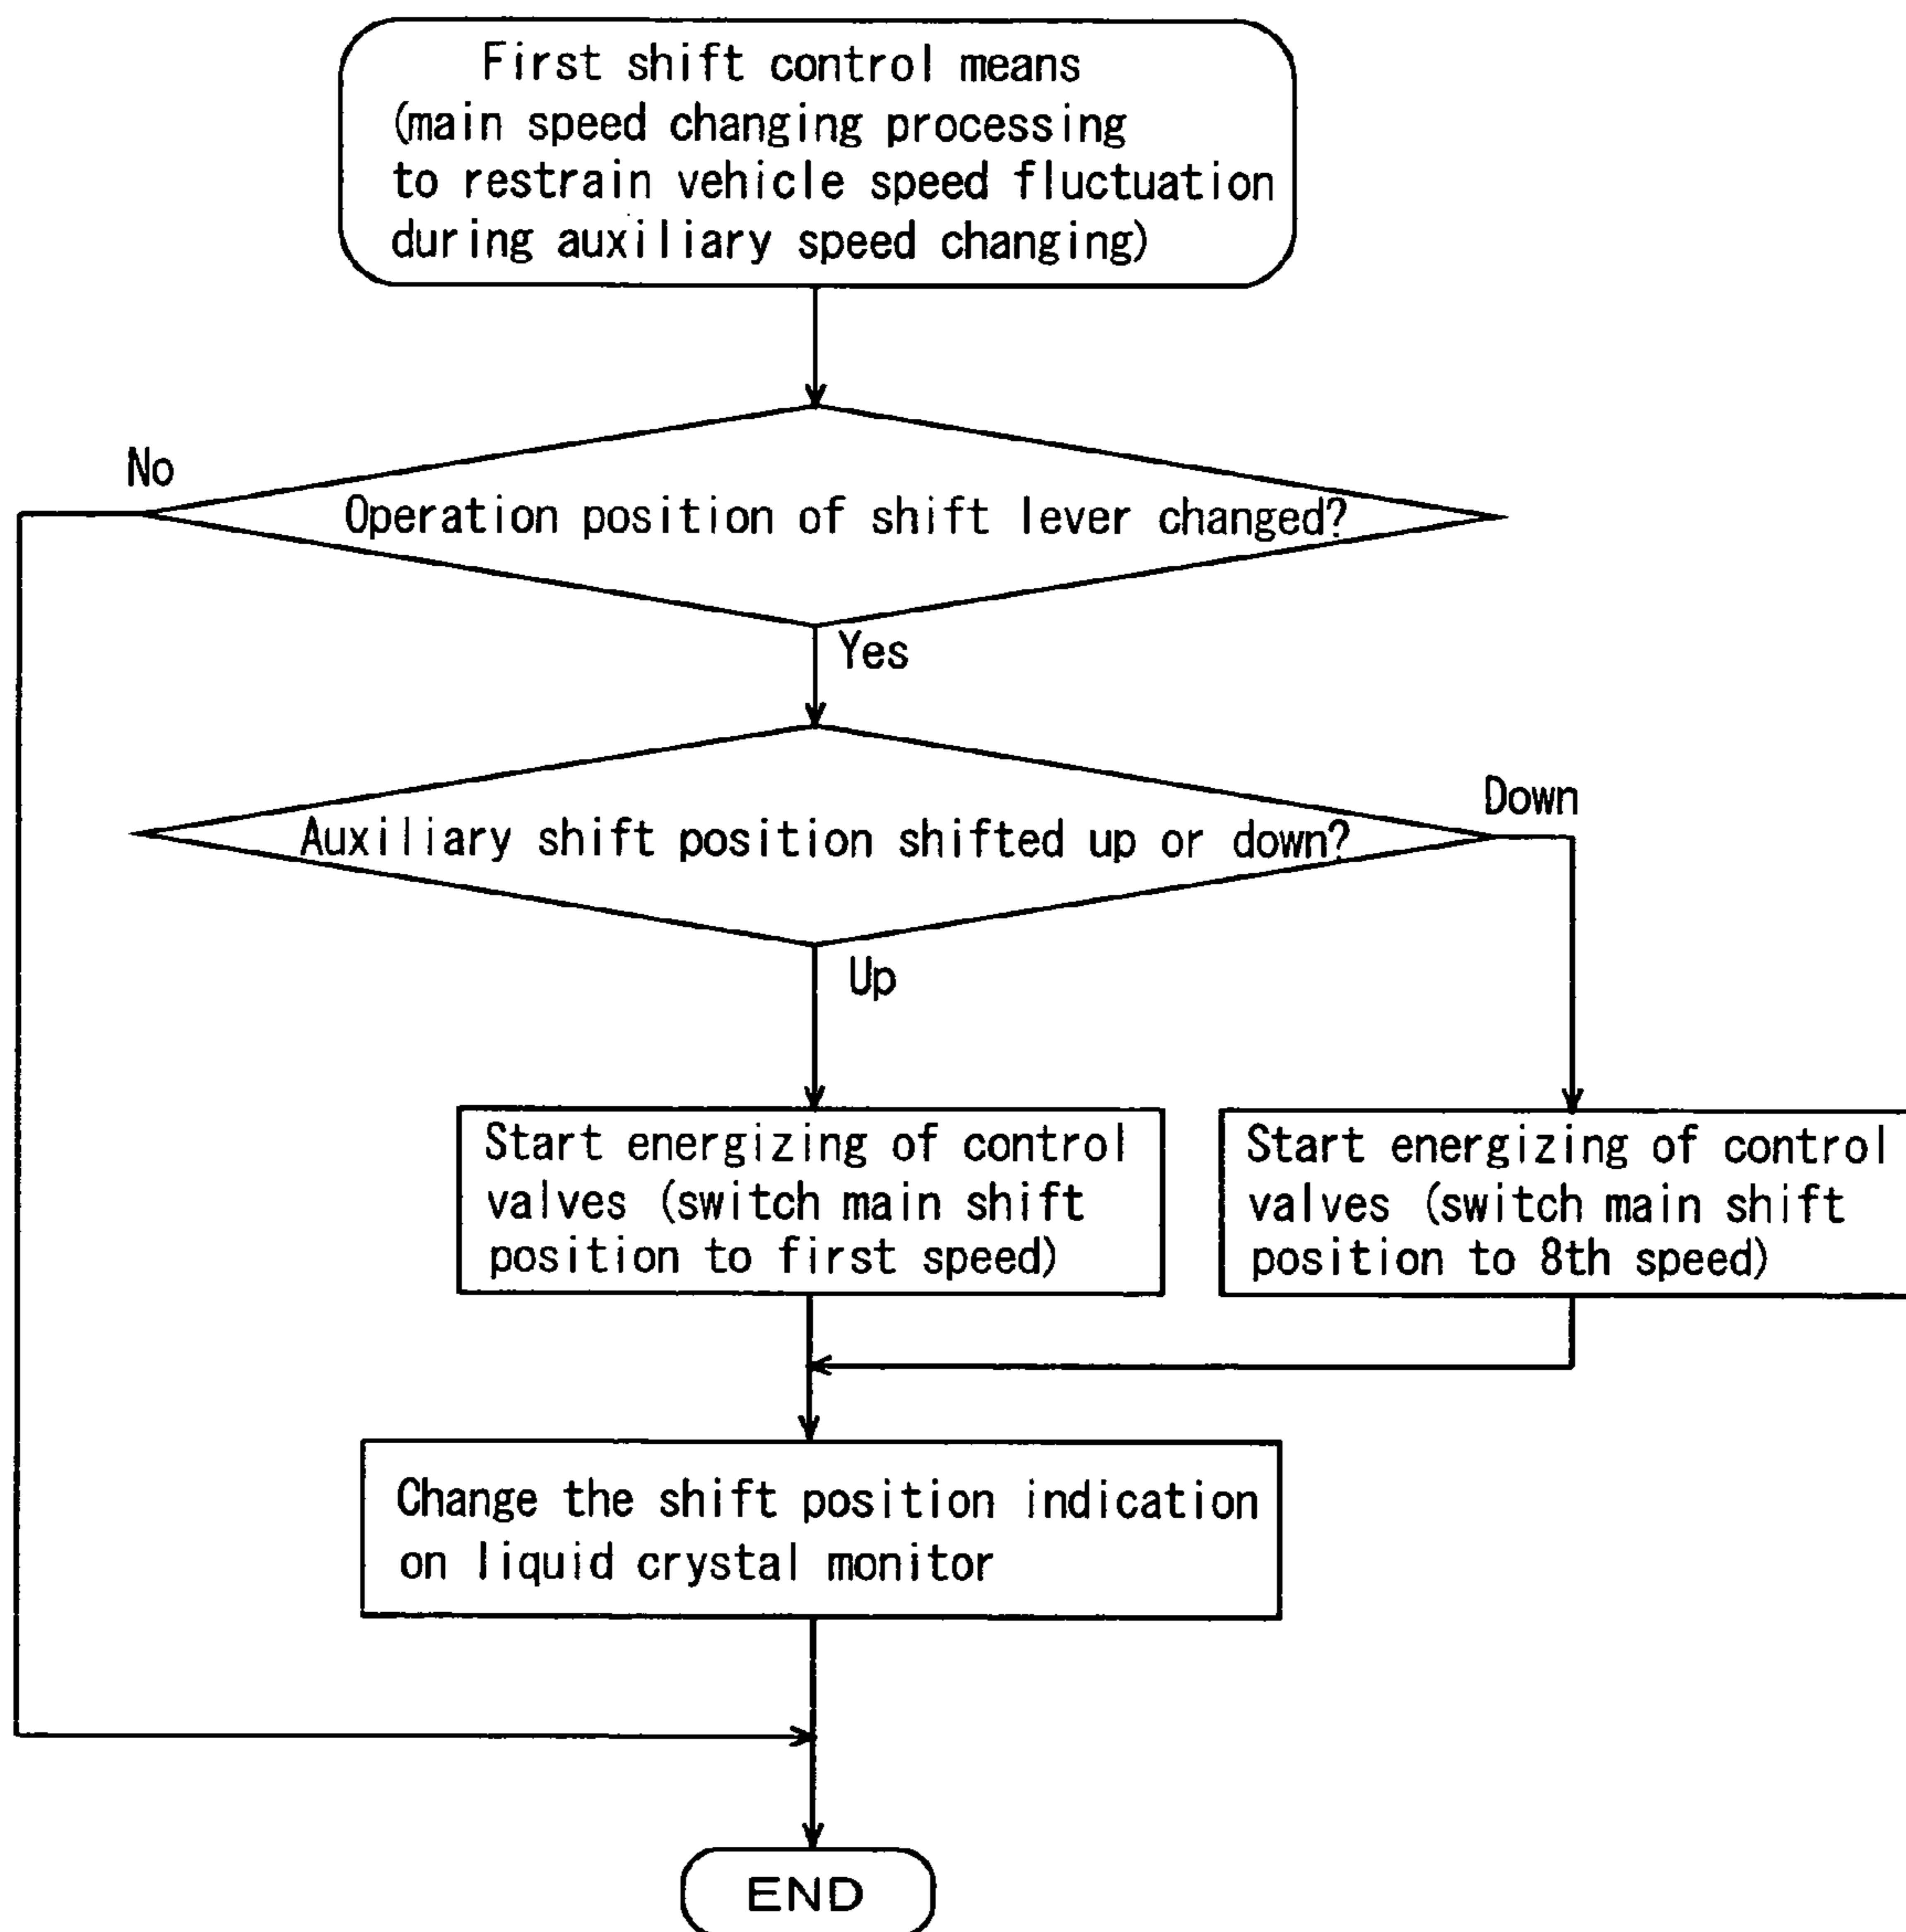 First shift control means
(main speed changing processing
to restrain vehicle speed fluctuation
during auxiliary speed changing)
No
Operation position of shift lever changed?
Yes
Down
Auxiliary shift position shifted up or down?
Up
Start energizing of control
valves (switch main shift
position to first speed)
Start energizing of control
valves (switch main shift
position to 8th speed)
Change the shift position indication
on liquid crystal monitor
END